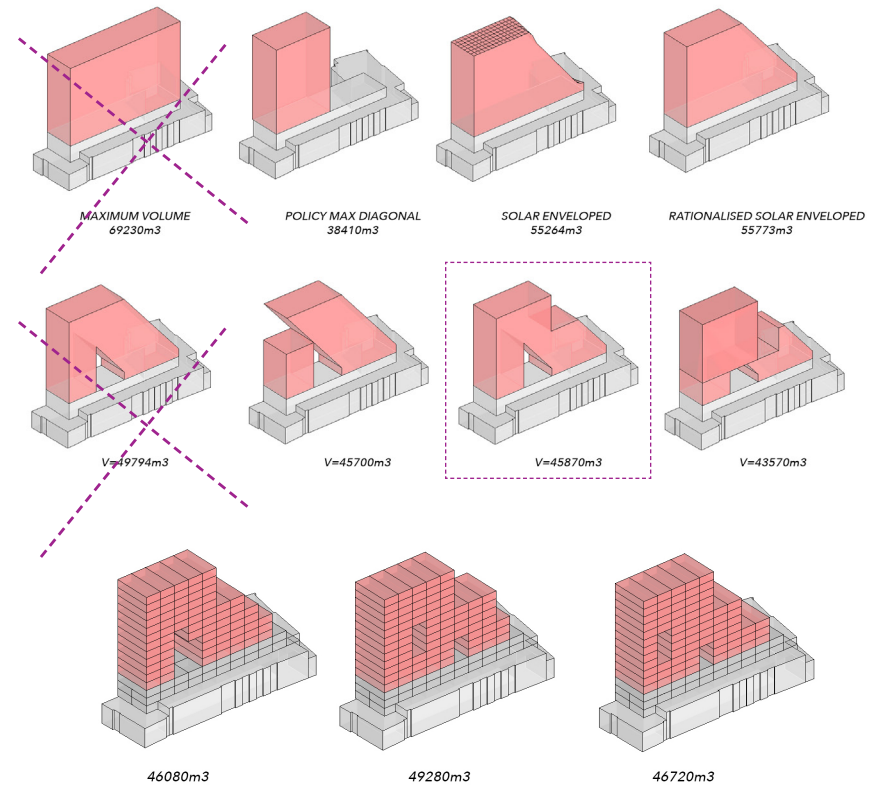 MAXIMUM VOLUME
69230m3
POLICY MAX DIAGONAL
38410m3
SOLAR ENVELOPED
55264m3
RATIONALISED SOLAR ENVELOPED
55773m3
V=49794m3
V=45700m3
V=45870m3
V=43570m3
46080m3
49280m3
46720m3